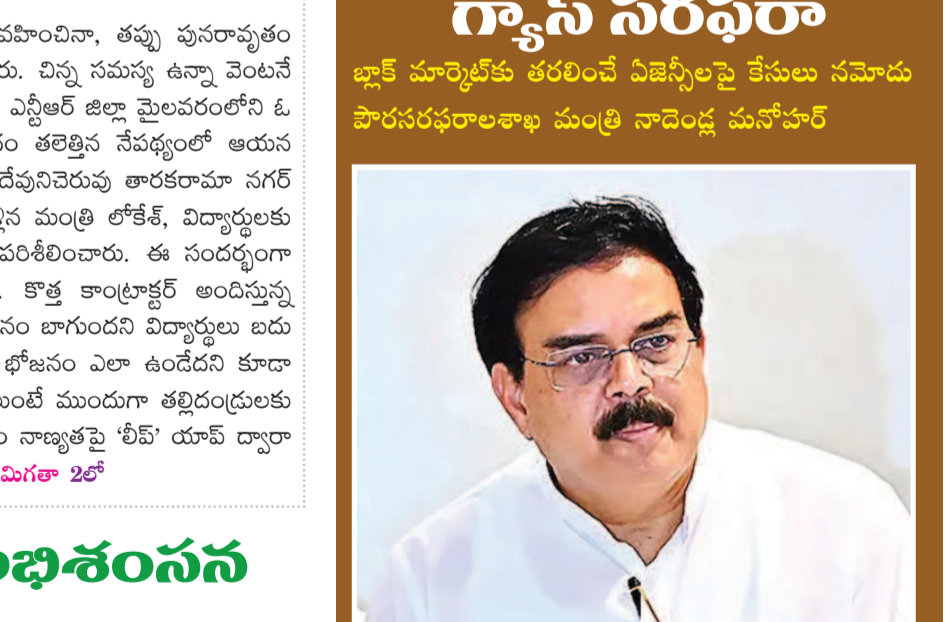 వహించినా, తప్పు పునరావృతం
రు. చిన్న సమస్య ఉన్నా వెంటనే
ఎన్టీఆర్ జిల్లా మైలవరంలోని ఓ
తలెత్తిన నేపథ్యంలో ఆయన
దేవునిచెరువు తారకరామా నగర్
మంత్రి లోకేశ్, విద్యార్థులకు
పరిశీలించారు. ఈ సందర్భంగా
కొత్త కాంట్రాక్టర్ అందిస్తున్న
నం బాగుందని విద్యార్థులు బదు
భోజనం ఎలా ఉండేదని కూడా
ముందుగా తల్లిదండ్రులకు
నాణ్యతపై ‘లీప్’ యాప్ ద్వారా
మిగతా 2లో
భిశంసన
గ్యాస్ సరఫరా
బ్లాక్ మార్కెట్‌కు తరలించే ఏజెన్సీలపై కేసులు నమోదు
పౌరసరఫరాలశాఖ మంత్రి నాదెండ్ల మనోహర్